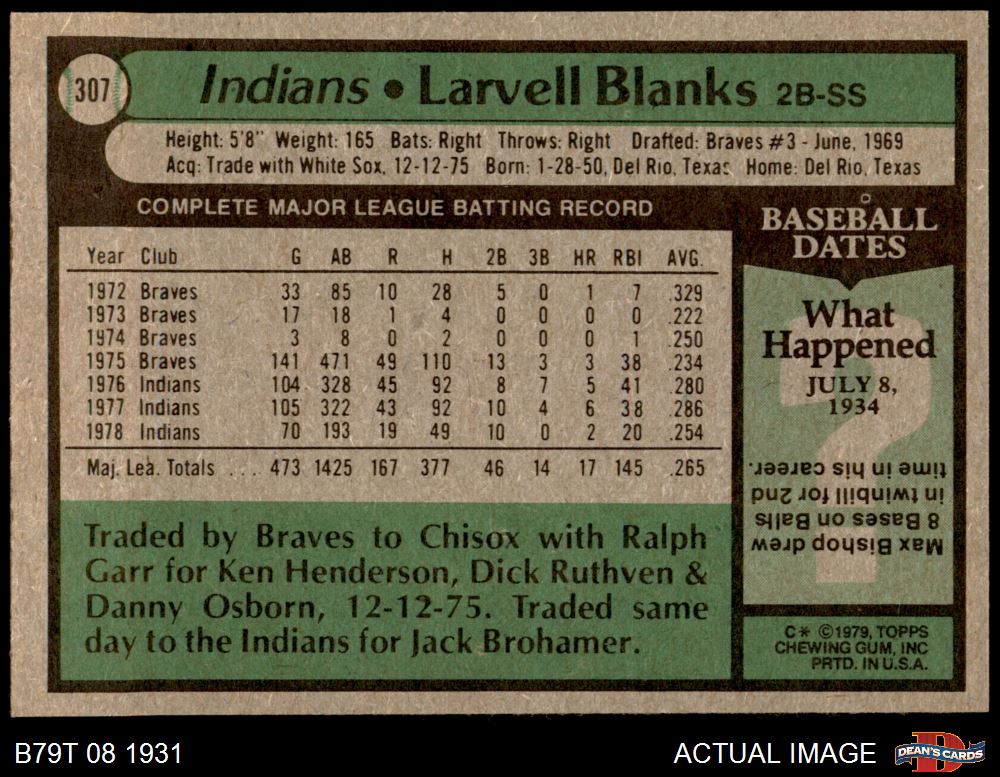 307
Indians • Larvell Blanks 2B-SS
Height: 5'8" Weight: 165 Bats: Right Throws: Right Drafted: Braves #3 - June, 1969
Acq: Trade with White Sox, 12-12-75 Born: 1-28-50, Del Rio, Texas Home: Del Rio, Texas
COMPLETE MAJOR LEAGUE BATTING RECORD
Year Club G AB R H 2B 3B HR RBI AVG.
1972 Braves 33 85 10 28 5 0 1 7 .329
1973 Braves 17 18 1 4 0 0 0 0 .222
1974 Braves 3 8 0 2 0 0 0 1 .250
1975 Braves 141 471 49 110 13 3 3 38 .234
1976 Indians 104 328 45 92 8 7 5 41 .280
1977 Indians 105 322 43 92 10 4 6 38 .286
1978 Indians 70 193 19 49 10 0 2 20 .254
Maj. Lea. Totals . . . 473 1425 167 377 46 14 17 145 .265
Traded by Braves to Chisox with Ralph
Garr for Ken Henderson, Dick Ruthven &
Danny Osborn, 12-12-75. Traded same
day to the Indians for Jack Brohamer.
BASEBALL
DATES
What
Happened
JULY 8,
1934
?
Max Bishop drew
8 Bases on Balls
in twinbill for 2nd
time in his career.
C* ©1979, TOPPS
CHEWING GUM, INC
PRTD. IN U.S.A.
B79T 08 1931
ACTUAL IMAGE
D
DEAN'S CARDS